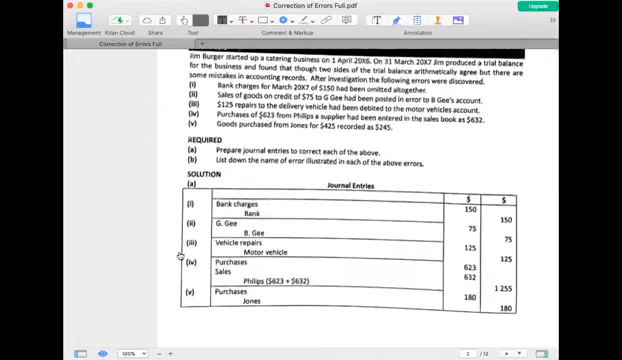 Correction of Errors Full.pdf
Upgrade
Management
Kdan Cloud
Share
Tool
Comment & Markup
Annotation
Correction of Errors Full
Jim Burger started up a catering business on 1 April 20X6. On 31 March 20X7 Jim produced a trial balance
for the business and found that though two sides of the trial balance arithmetically agree but there are
some mistakes in accounting records. After investigation the following errors were discovered.
(i) Bank charges for March 20X7 of $150 had been omitted altogether.
(ii) Sales of goods on credit of $75 to G Gee had been posted in error to B Gee's account.
(iii) $125 repairs to the delivery vehicle had been debited to the motor vehicles account.
(iv) Purchases of $623 from Philips a supplier had been entered in the sales book as $632.
(v) Goods purchased from Jones for $425 recorded as $245.
REQUIRED
(a) Prepare journal entries to correct each of the above.
(b) List down the name of error illustrated in each of the above errors.
SOLUTION
(a) Journal Entries
$ $
(i) Bank charges 150
Bank 150
(ii) G. Gee 75
B. Gee 75
(iii) Vehicle repairs 125
Motor vehicle 125
(iv) Purchases 623
Sales 632
Philips ($623 + $632) 1 255
(v) Purchases 180
Jones 180
100%
/ 12